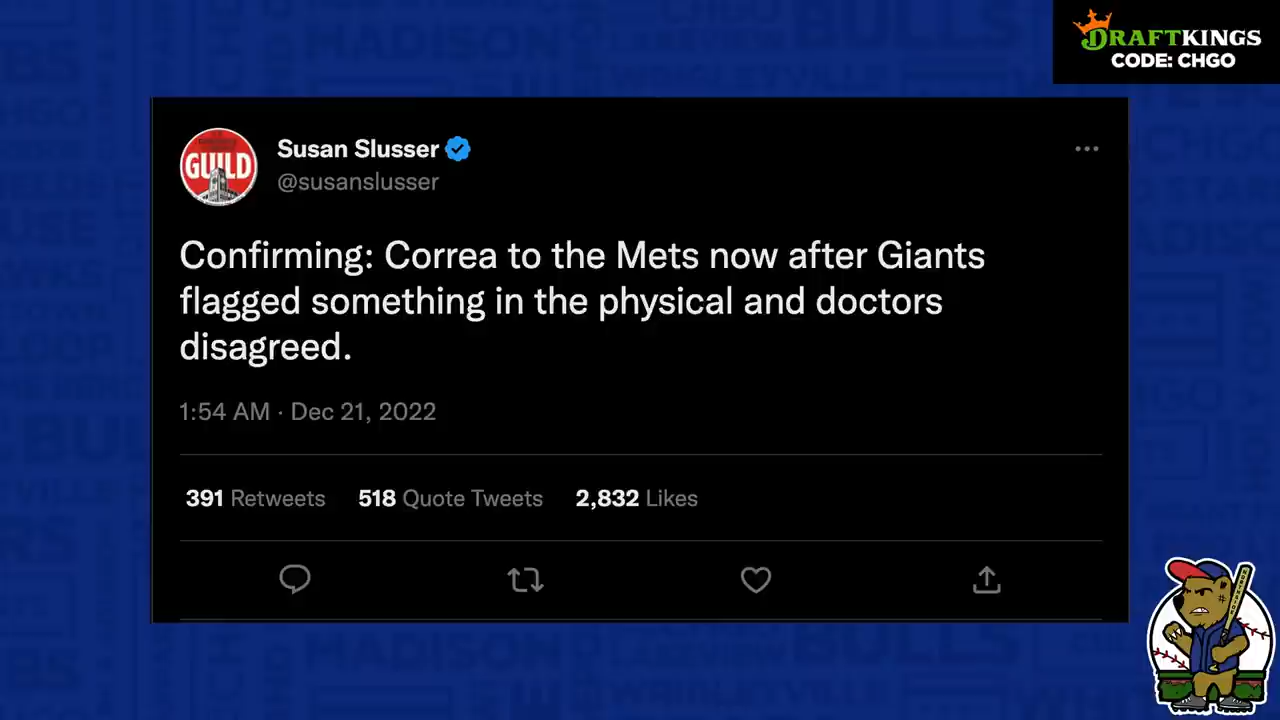 DRAFTKINGS
CODE: CHGO
GUILD
Susan Slusser
@susanslusser
Confirming: Correa to the Mets now after Giants
flagged something in the physical and doctors
disagreed.
1:54 AM · Dec 21, 2022
391 Retweets 518 Quote Tweets 2,832 Likes